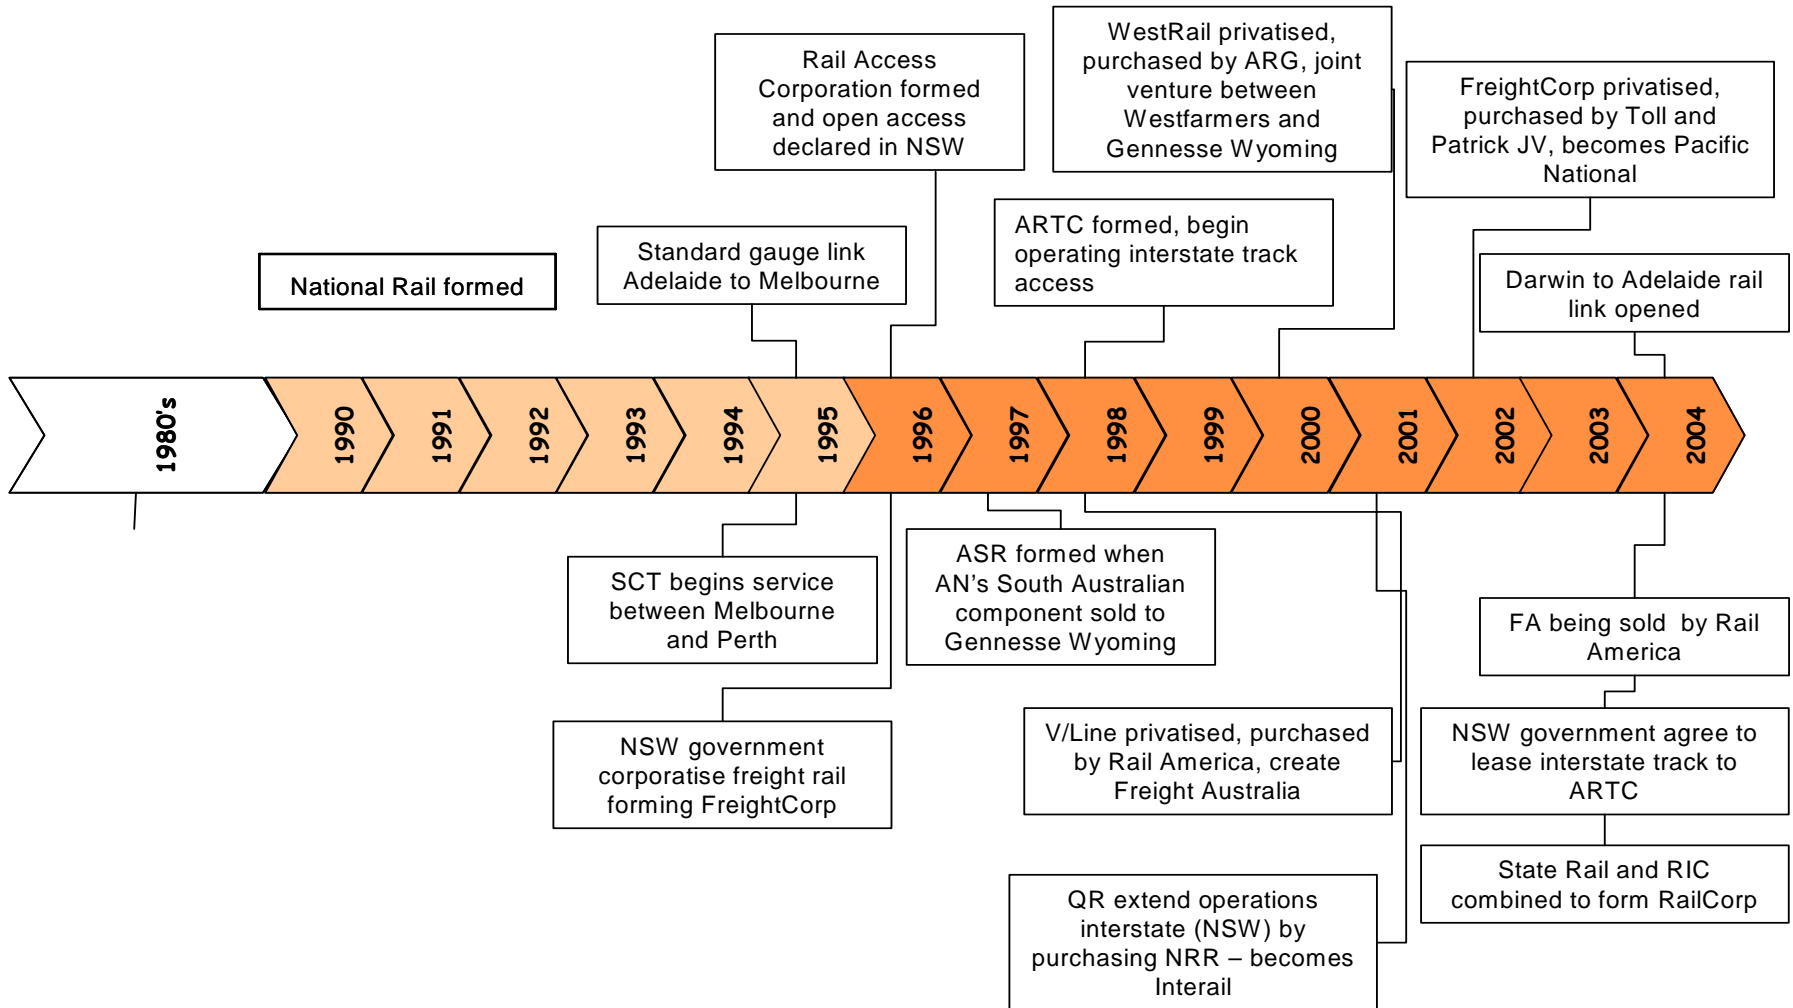 WestRail privatised,
purchased by ARG, joint
venture between
Westfarmers and
Gennesse Wyoming
Rail Access
Corporation formed
and open access
declared in NSW
FreightCorp privatised,
purchased by Toll and
Patrick JV, becomes Pacific
National
ARTC formed, begin
operating interstate track
access
Standard gauge link
Adelaide to Melbourne
National Rail formed
Darwin to Adelaide rail
link opened
1980's
1990
1991
1992
1993
1994
1995
1996
1997
1998
1999
2000
2001
2002
2003
2004
SCT begins service
between Melbourne
and Perth
ASR formed when
AN's South Australian
component sold to
Gennesse Wyoming
FA being sold by Rail
America
NSW government
corporatise freight rail
forming FreightCorp
V/Line privatised, purchased
by Rail America, create
Freight Australia
NSW government agree to
lease interstate track to
ARTC
State Rail and RIC
combined to form RailCorp
QR extend operations
interstate (NSW) by
purchasing NRR – becomes
Interail